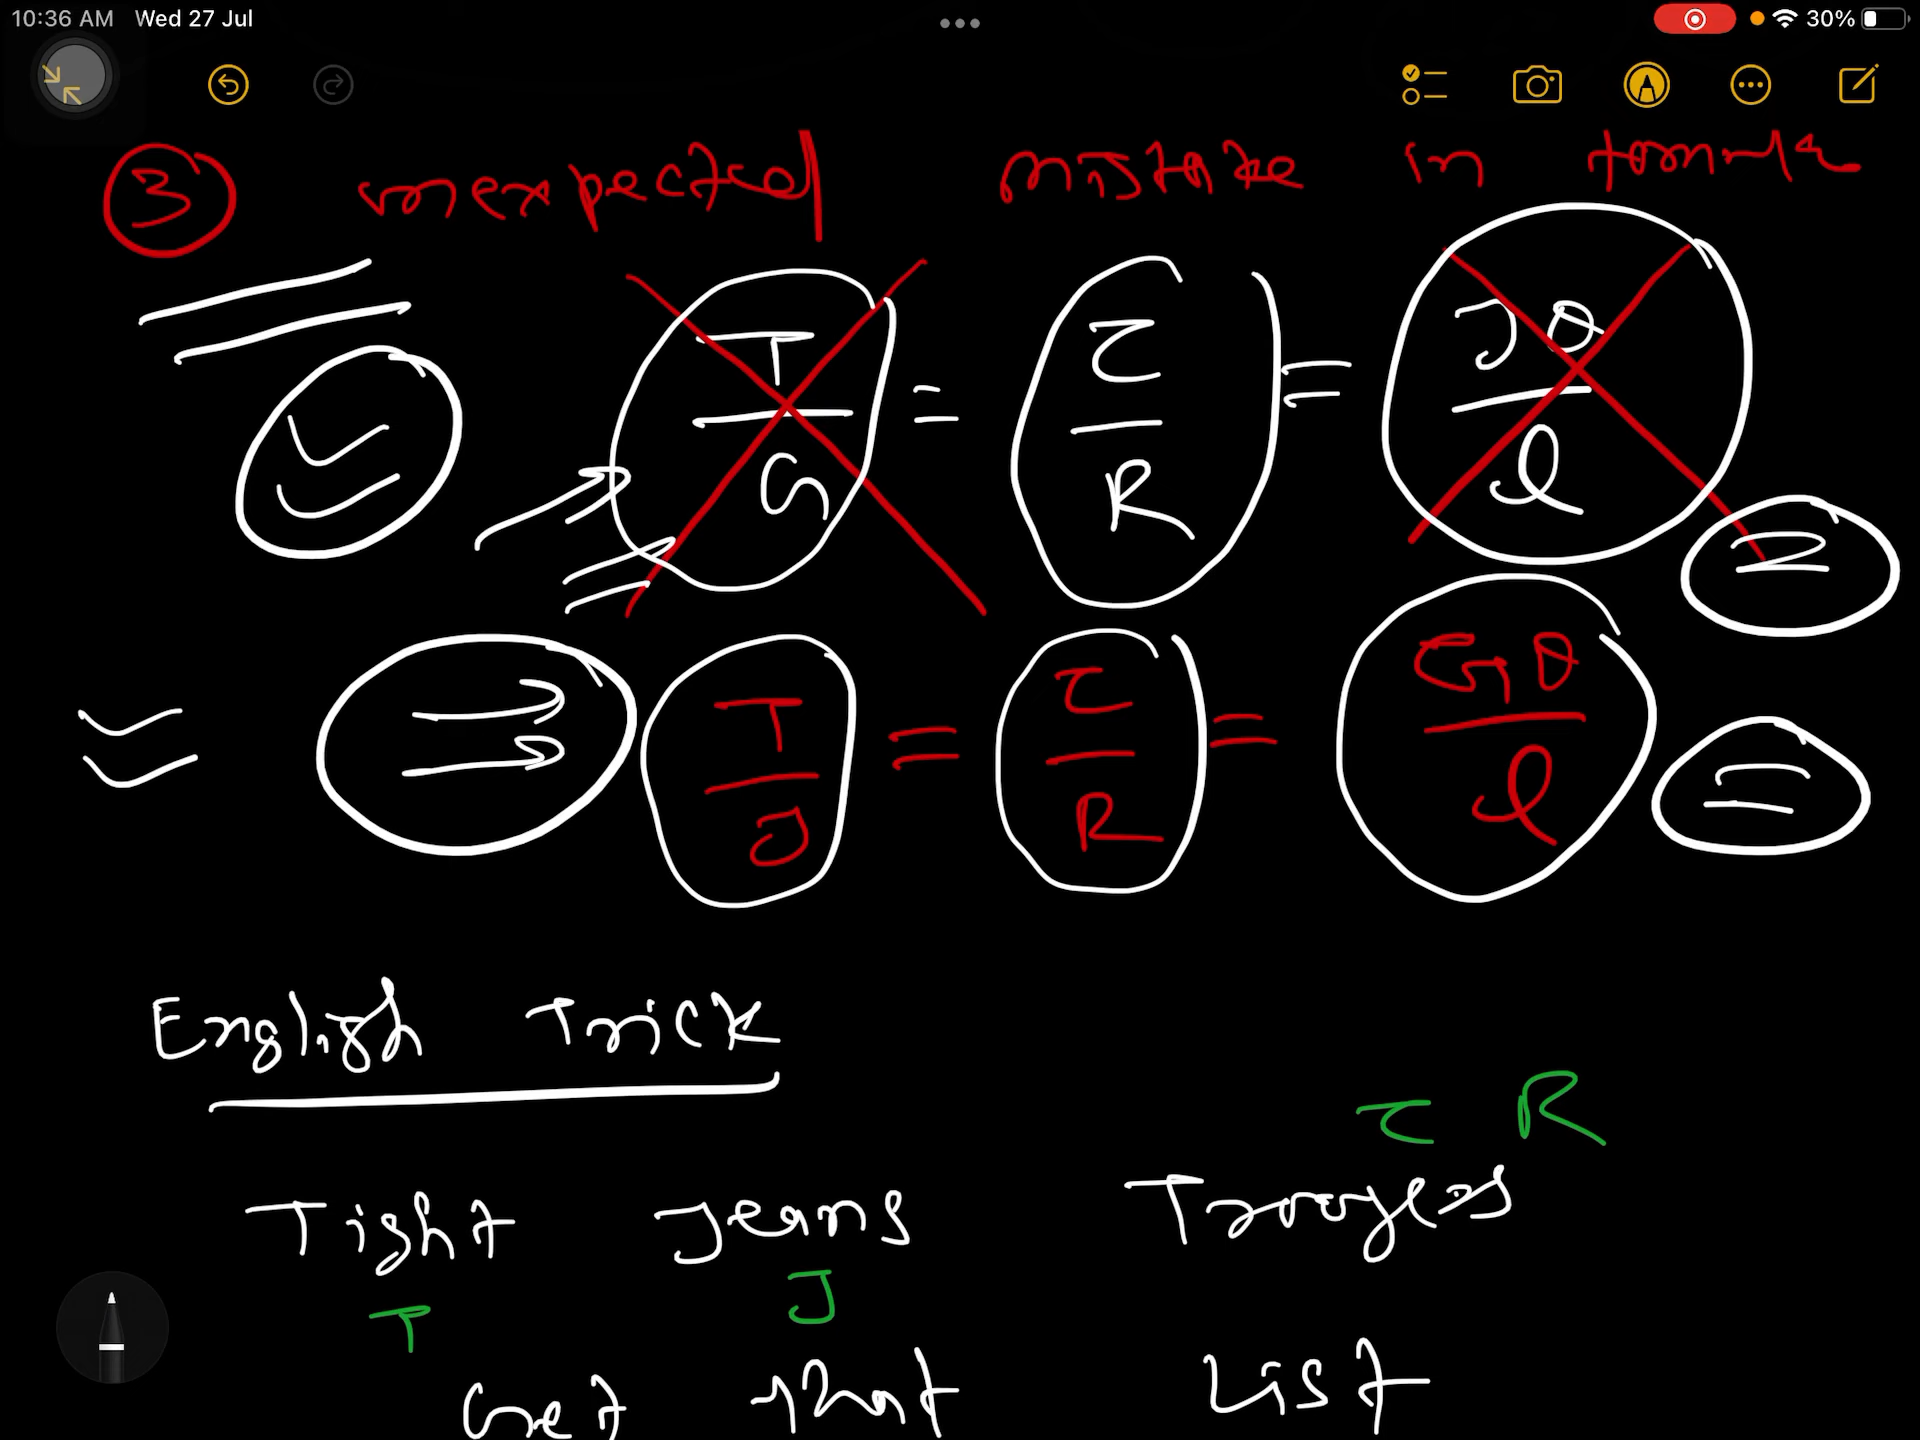 10:36 AM Wed 27 Jul 30%
3 unexpected mistake in formula
T/G = τ/R = Jθ/l
T/J = τ/R = Gθ/l
English Trick
τ R
Tight Jeans
T J
Get that List